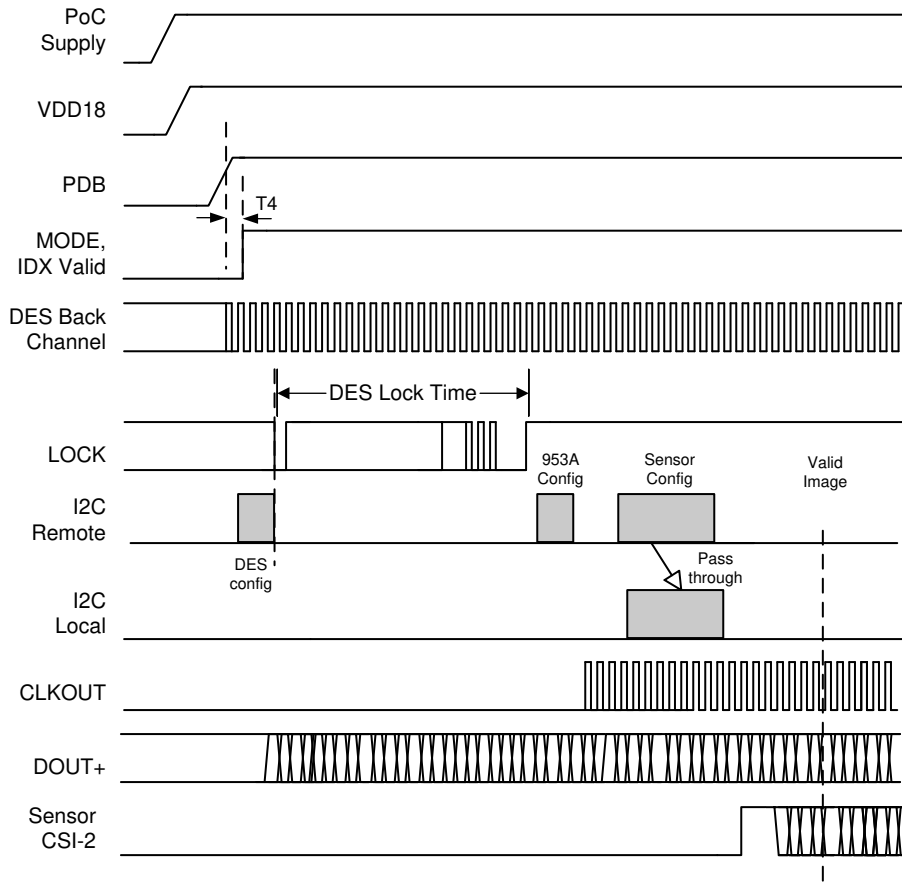 PoC
Supply
VDD18
PDB
T4
MODE,
IDX Valid
DES Back
Channel
DES Lock Time
LOCK
953A
Config
Sensor
Config
Valid
Image
I2C
Remote
DES
config
Pass
through
I2C
Local
CLKOUT
DOUT+
Sensor
CSI-2